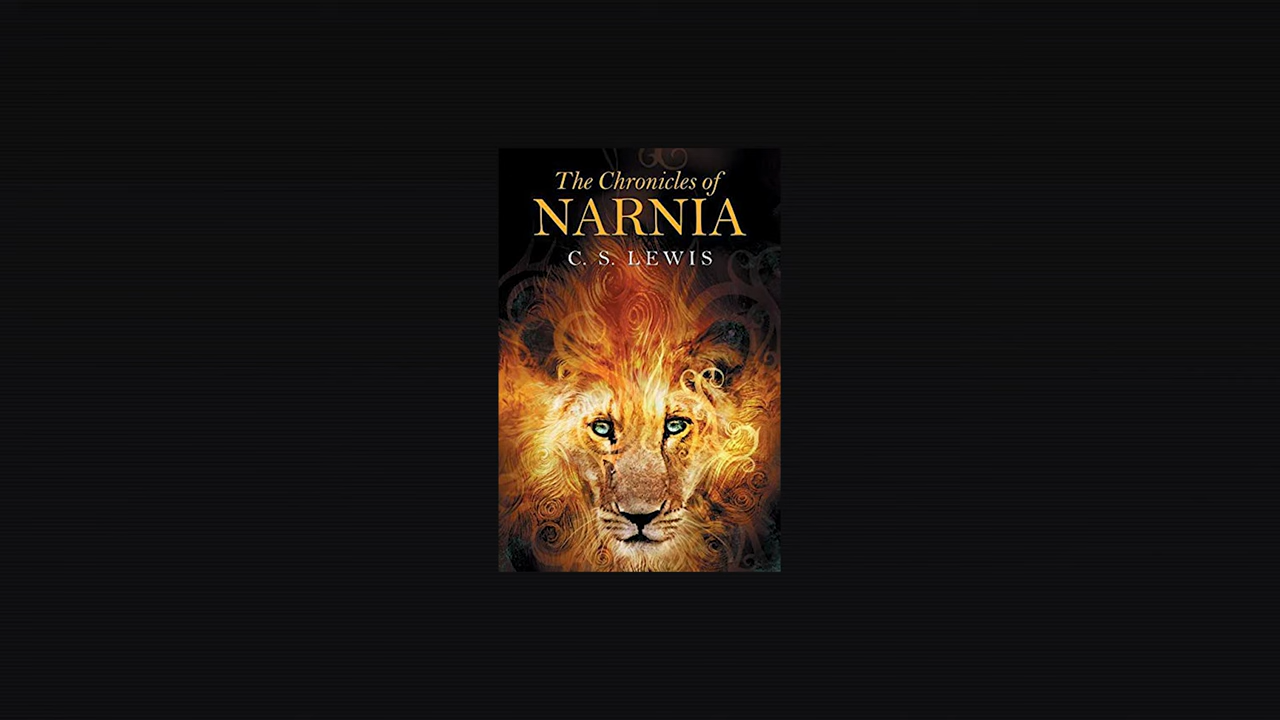 The Chronicles of
NARNIA
C. S. LEWIS